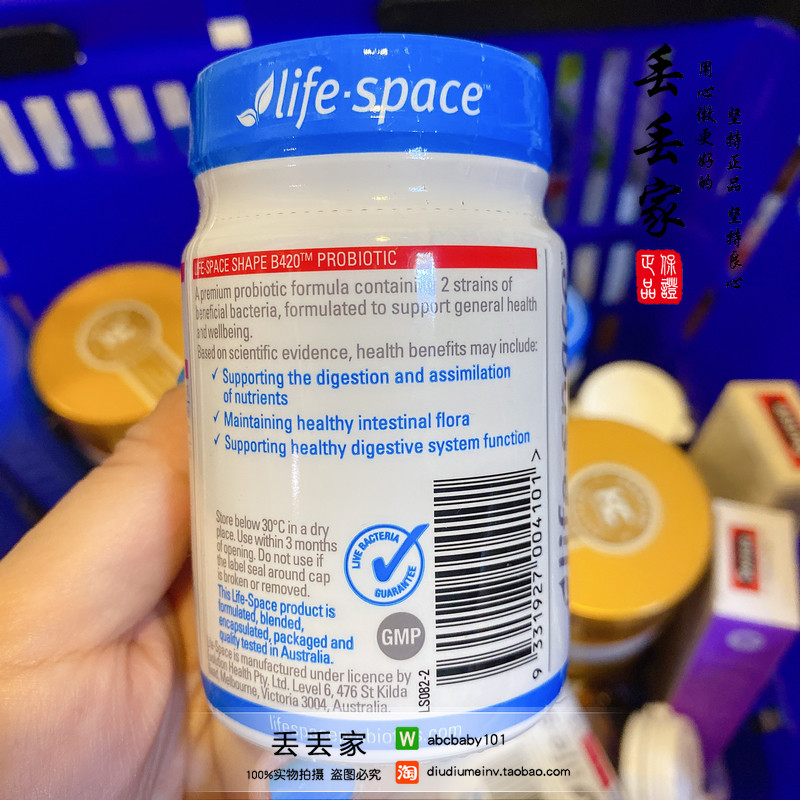 life-space™
丢丢家
用心做更好的
坚持正品 坚持良心
正品
保證
LIFE-SPACE SHAPE B420™ PROBIOTIC
A premium probiotic formula containing 2 strains of
beneficial bacteria, formulated to support general health
and wellbeing.
Based on scientific evidence, health benefits may include:
✓ Supporting the digestion and assimilation
of nutrients
✓ Maintaining healthy intestinal flora
✓ Supporting healthy digestive system function
Store below 30°C in a dry
place. Use within 3 months
of opening. Do not use if
the label seal around cap
is broken or removed.
This Life-Space product is
formulated, blended,
encapsulated, packaged and
quality tested in Australia.
Life-Space is manufactured under licence by
Evolution Health Pty. Ltd. Level 6, 476 St Kilda
Road, Melbourne, Victoria 3004, Australia.
LIVE BACTERIA
GUARANTEE
GMP
9 331927 004101 >
LS082-2
丢丢家 W abcbaby101
100%实物拍摄 盗图必究 淘 diudiumeinv.taobao.com